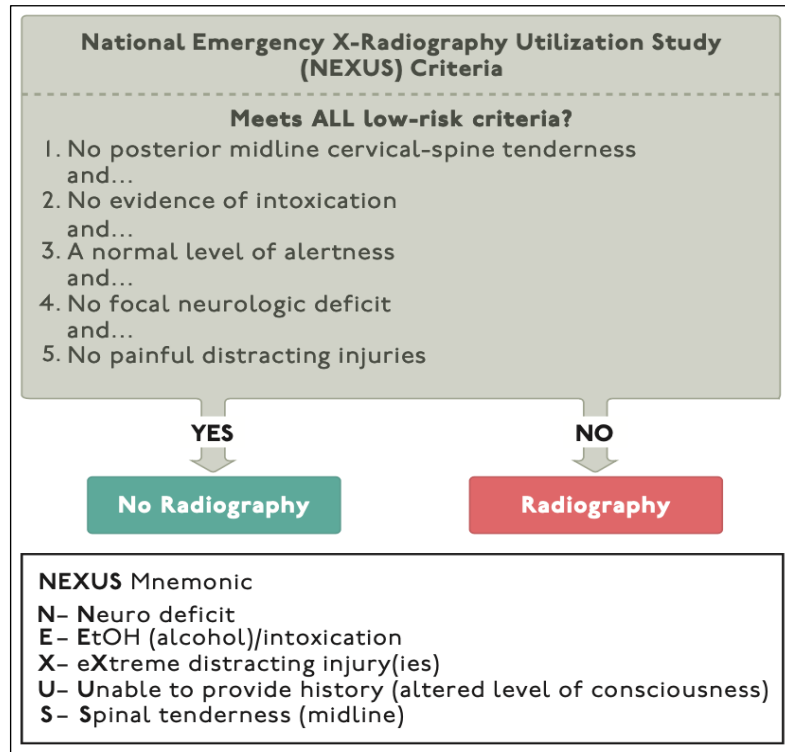 National Emergency X-Radiography Utilization Study
(NEXUS) Criteria
Meets ALL low-risk criteria?
1. No posterior midline cervical-spine tenderness
and...
2. No evidence of intoxication
and...
3. A normal level of alertness
and...
4. No focal neurologic deficit
and...
5. No painful distracting injuries
YES
NO
No Radiography
Radiography
NEXUS Mnemonic
N– Neuro deficit
E– EtOH (alcohol)/intoxication
X– eXtreme distracting injury(ies)
U– Unable to provide history (altered level of consciousness)
S– Spinal tenderness (midline)